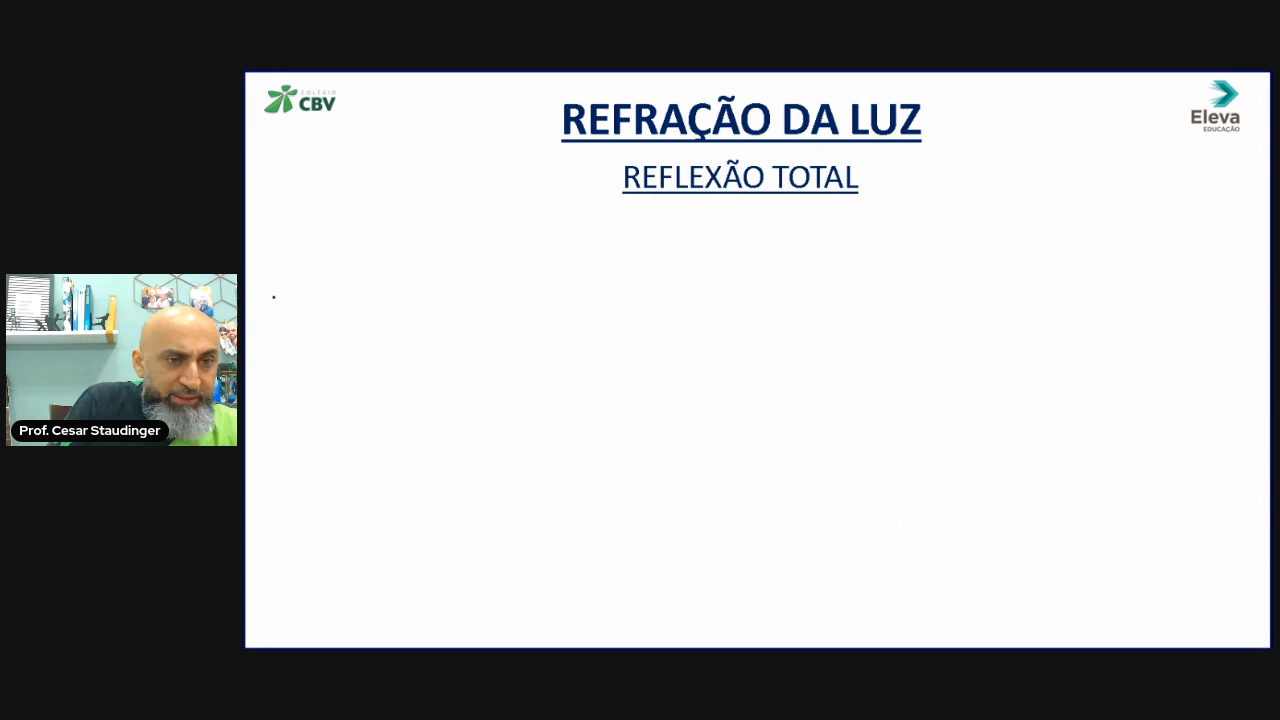 COLÉGIO
CBV
REFRAÇÃO DA LUZ
Eleva
EDUCAÇÃO
REFLEXÃO TOTAL
Prof. Cesar Staudinger